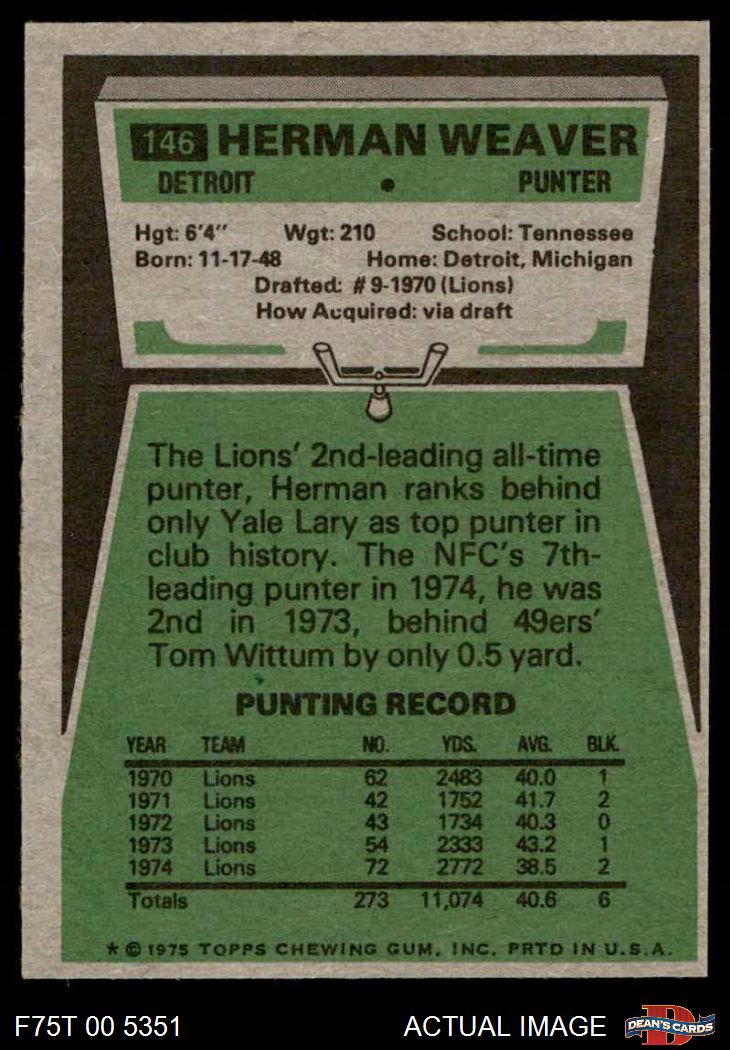 146 HERMAN WEAVER
DETROIT • PUNTER
Hgt: 6'4" Wgt: 210 School: Tennessee
Born: 11-17-48 Home: Detroit, Michigan
Drafted: #9-1970 (Lions)
How Acquired: via draft
The Lions' 2nd-leading all-time
punter, Herman ranks behind
only Yale Lary as top punter in
club history. The NFC's 7th-
leading punter in 1974, he was
2nd in 1973, behind 49ers'
Tom Wittum by only 0.5 yard.
PUNTING RECORD
YEAR TEAM NO. YDS. AVG. BLK.
1970 Lions 62 2483 40.0 1
1971 Lions 42 1752 41.7 2
1972 Lions 43 1734 40.3 0
1973 Lions 54 2333 43.2 1
1974 Lions 72 2772 38.5 2
Totals 273 11,074 40.6 6
* © 1975 TOPPS CHEWING GUM, INC. PRTD IN U.S.A.
F75T 00 5351 ACTUAL IMAGE D DEAN'S CARDS